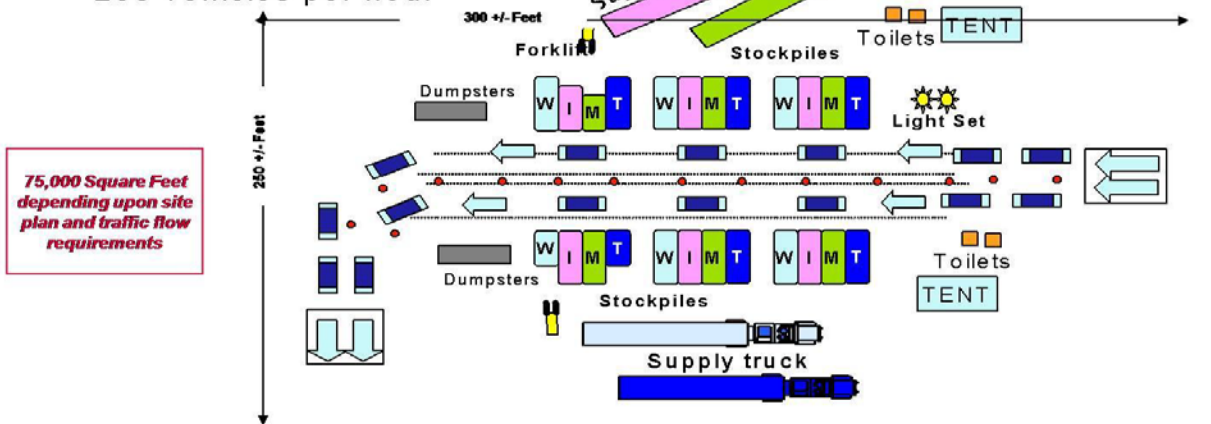 300 +/- Feet
Toilets
TENT
Forklift
Stockpiles
Dumpsters
W I M T
W I M T
W I M T
Light Set
250 +/- Feet
75,000 Square Feet
depending upon site
plan and traffic flow
requirements
W I M T
W I M T
W I M T
Toilets
Dumpsters
TENT
Stockpiles
Supply truck